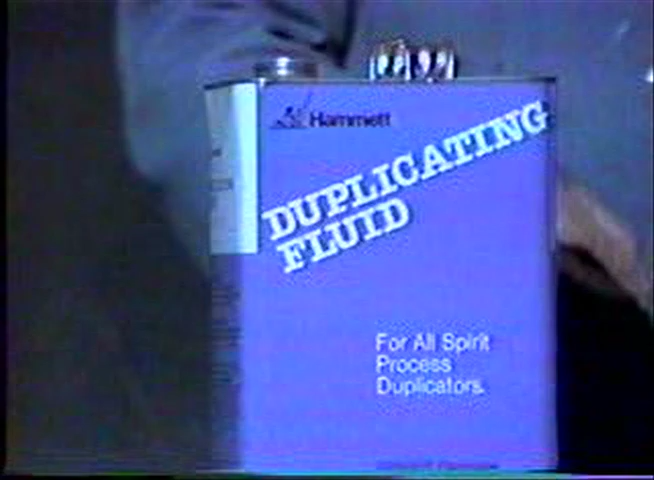 Hammett
DUPLICATING
FLUID
For All Spirit
Process
Duplicators.